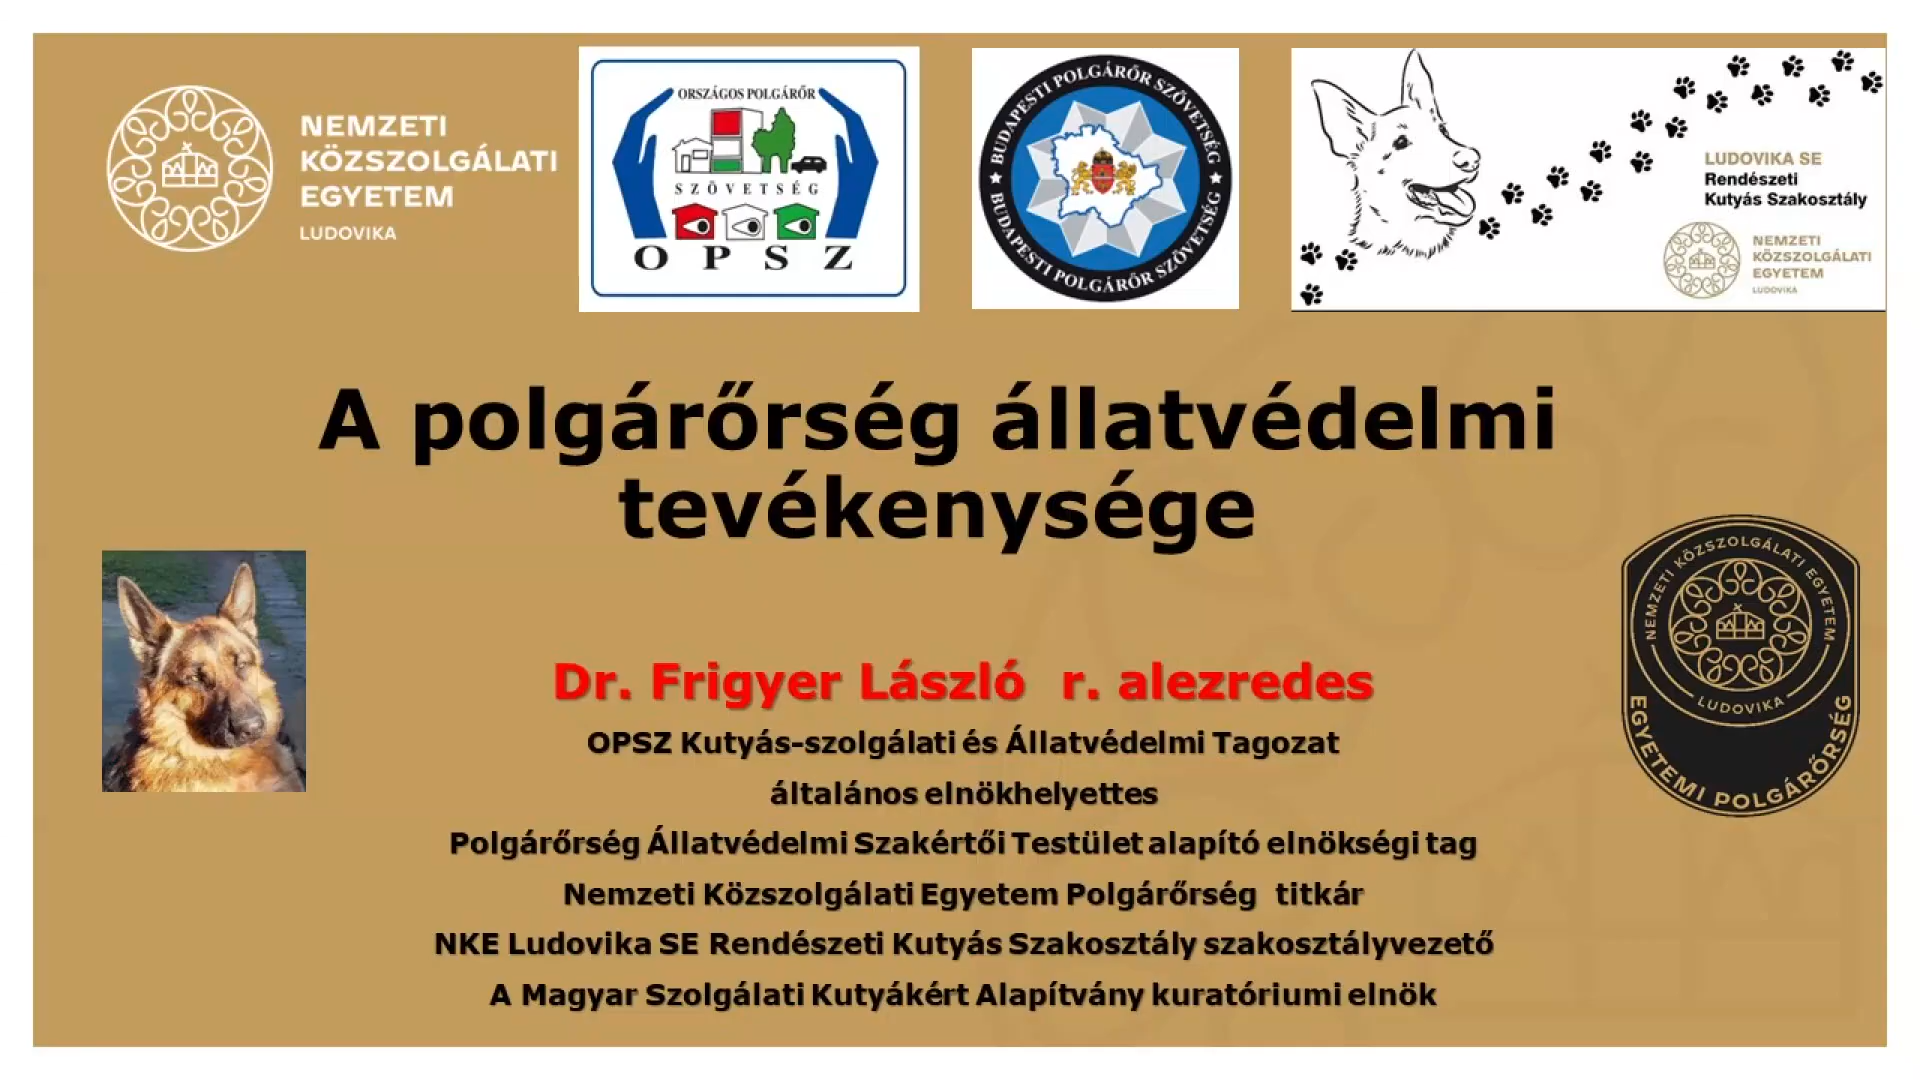 NEMZETI
KÖZSZOLGÁLATI
EGYETEM
LUDOVIKA
ORSZÁGOS POLGÁRŐR
SZÖVETSÉG
OPSZ
BUDAPESTI POLGÁRŐR SZÖVETSÉG
BUDAPESTI POLGÁRŐR SZÖVETSÉG
LUDOVIKA SE
Rendészeti
Kutyás Szakosztály
NEMZETI
KÖZSZOLGÁLATI
EGYETEM
LUDOVIKA
A polgárőrség állatvédelmi
tevékenysége
NEMZETI KÖZSZOLGÁLATI EGYETEM
LUDOVIKA
EGYETEMI POLGÁRŐRSÉG
Dr. Frigyer László r. alezredes
OPSZ Kutyás-szolgálati és Állatvédelmi Tagozat
általános elnökhelyettes
Polgárőrség Állatvédelmi Szakértői Testület alapító elnökségi tag
Nemzeti Közszolgálati Egyetem Polgárőrség titkár
NKE Ludovika SE Rendészeti Kutyás Szakosztály szakosztályvezető
A Magyar Szolgálati Kutyákért Alapítvány kuratóriumi elnök